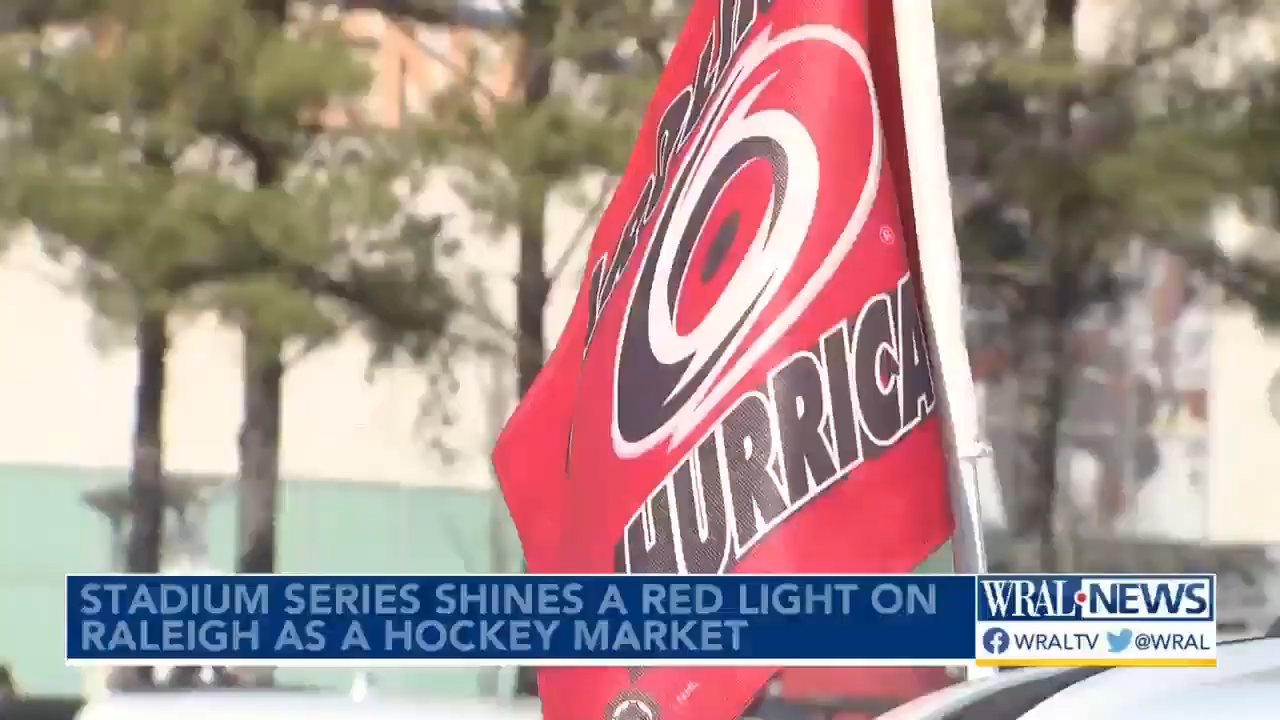 HURRICA
STADIUM SERIES SHINES A RED LIGHT ON
RALEIGH AS A HOCKEY MARKET
WRAL NEWS
WRALTV @WRAL